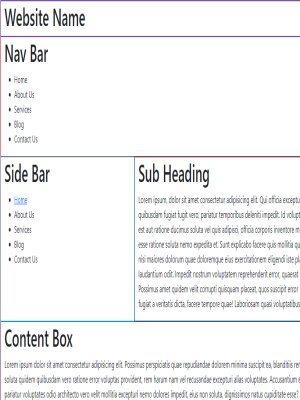 Website Name
Nav Bar
Home
About Us
Services
Blog
Contact Us
Side Bar
Home
About Us
Services
Blog
Contact Us
Sub Heading
Lorem ipsum, dolor sit amet consectetur adipisicing elit. Qui officia
quibusdam fugiat fugit vero, pariatur temporibus deleniti impedit. Id
est aut ratione ducimus soluta vel quis adipisci, officia corporis inventore
esse ratione soluta nemo expedita et. Sunt explicabo facere quis mollitia
nisi maiores dolorum quae doloremque eius exercitationem eligendi iste
laudantium odit. Impedit nostrum voluptatem reprehenderit error, quaerat
Possimus amet quidem velit corrupti quisquam placeat, quos suscipit error
fugiat a veritatis dicta, facere tempore quae! Laboriosam quasi
Content Box
Lorem ipsum dolor sit amet consectetur adipisicing elit. Possimus perspiciatis quae repudiandae dolorem minima suscipit ea, blanditiis
soluta quidem quibusdam vero ratione error voluptas provident, rem harum nam vel recusandae excepturi alias voluptates. Accusantium
pariatur voluptates odio architecto vero velit mollitia excepturi nemo dolores impedit, eius non soluta, dignissimos natus cupiditate